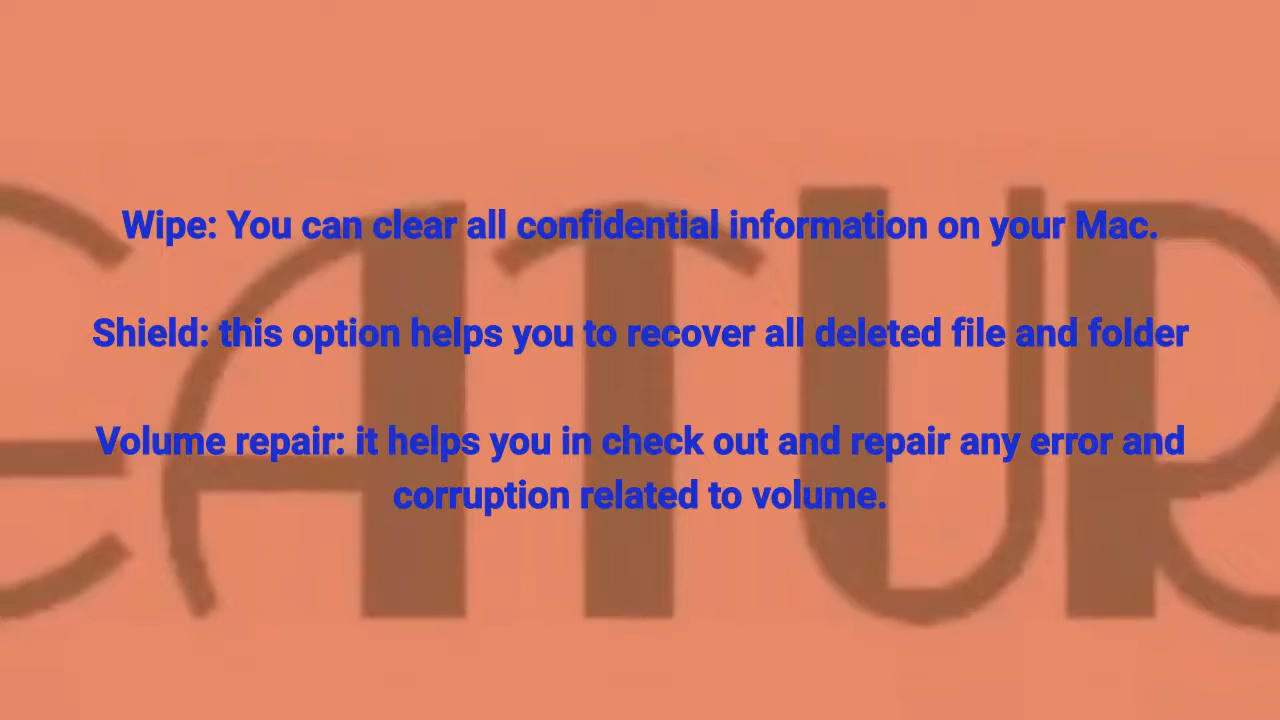 Wipe: You can clear all confidential information on your Mac.
Shield: this option helps you to recover all deleted file and folder
Volume repair: it helps you in check out and repair any error and
corruption related to volume.
EATUR